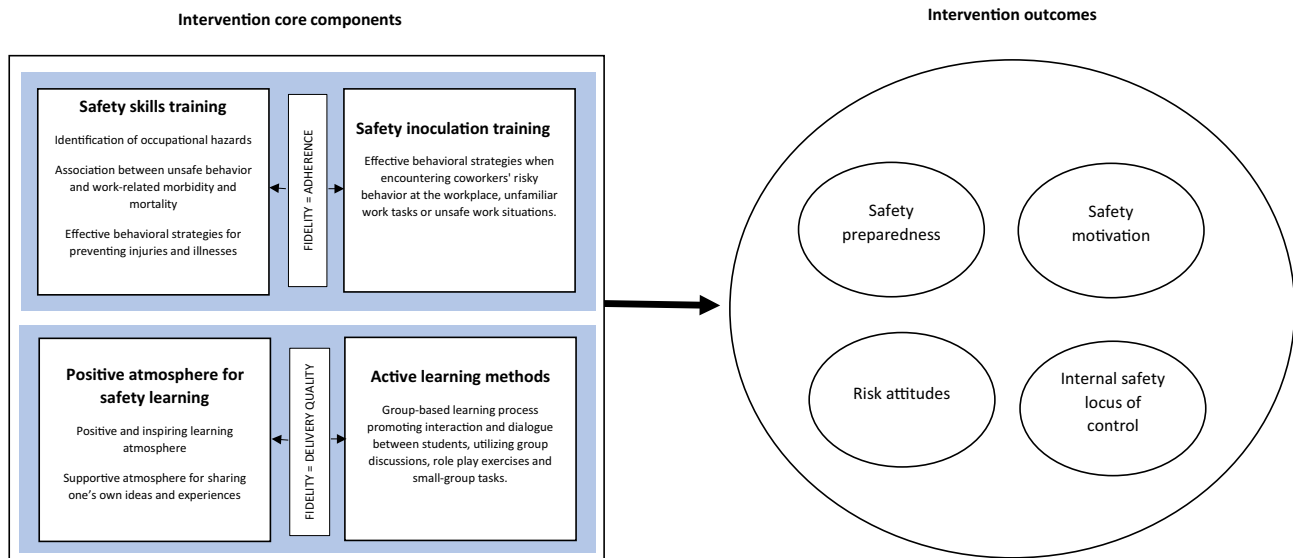 Intervention core components
Safety skills training
Identification of occupational hazards
Association between unsafe behavior
and work-related morbidity and
mortality
Effective behavioral strategies for
preventing injuries and illnesses
FIDELITY = ADHERENCE
Safety inoculation training
Effective behavioral strategies when
encountering coworkers' risky
behavior at the workplace, unfamiliar
work tasks or unsafe work situations.
Positive atmosphere for
safety learning
Positive and inspiring learning
atmosphere
Supportive atmosphere for sharing
one's own ideas and experiences
FIDELITY = DELIVERY QUALITY
Active learning methods
Group-based learning process
promoting interaction and dialogue
between students, utilizing group
discussions, role play exercises and
small-group tasks.
Intervention outcomes
Safety
preparedness
Safety
motivation
Risk attitudes
Internal safety
locus of
control